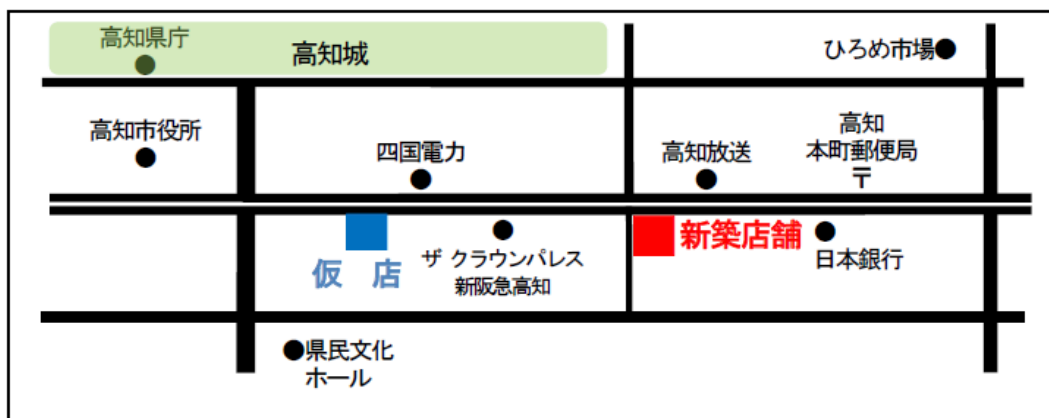 高知県庁
高知城
ひろめ市場
高知市役所
四国電力
高知放送
高知
本町郵便局
〒
仮 店
ザ クラウンパレス
新阪急高知
新築店舗
日本銀行
県民文化
ホール